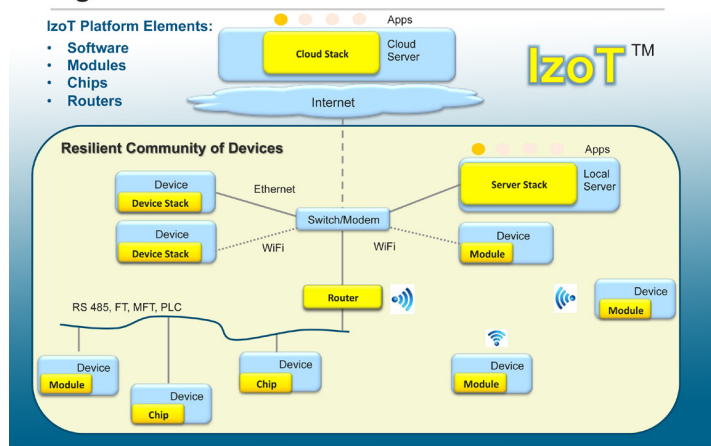 IzoT Platform Elements:
• Software
• Modules
• Chips
• Routers
Apps
Cloud Stack
Cloud
Server
IzoT™
Internet
Resilient Community of Devices
Apps
Server Stack
Local
Server
Device
Device Stack
Ethernet
Switch/Modem
Device
Device Stack
WiFi
WiFi
Device
Module
Router
Device
Module
RS 485, FT, MFT, PLC
Device
Module
Device
Chip
Device
Chip
Device
Module